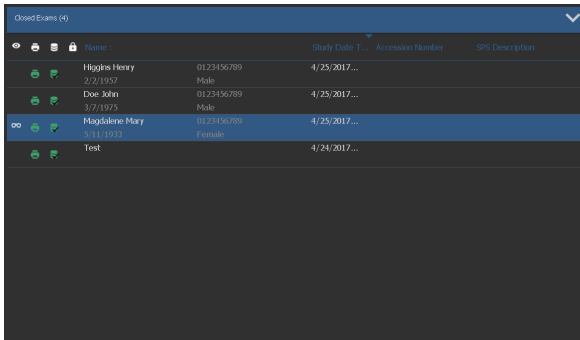 Closed Exams (4)
Name Study Date T... Accession Number SPS Description
Higgins Henry 0123456789 4/25/2017...
2/2/1957 Male
Doe John 0123456789 4/25/2017...
3/7/1975 Male
Magdalene Mary 0123456789 4/25/2017...
5/11/1933 Female
Test 4/24/2017...